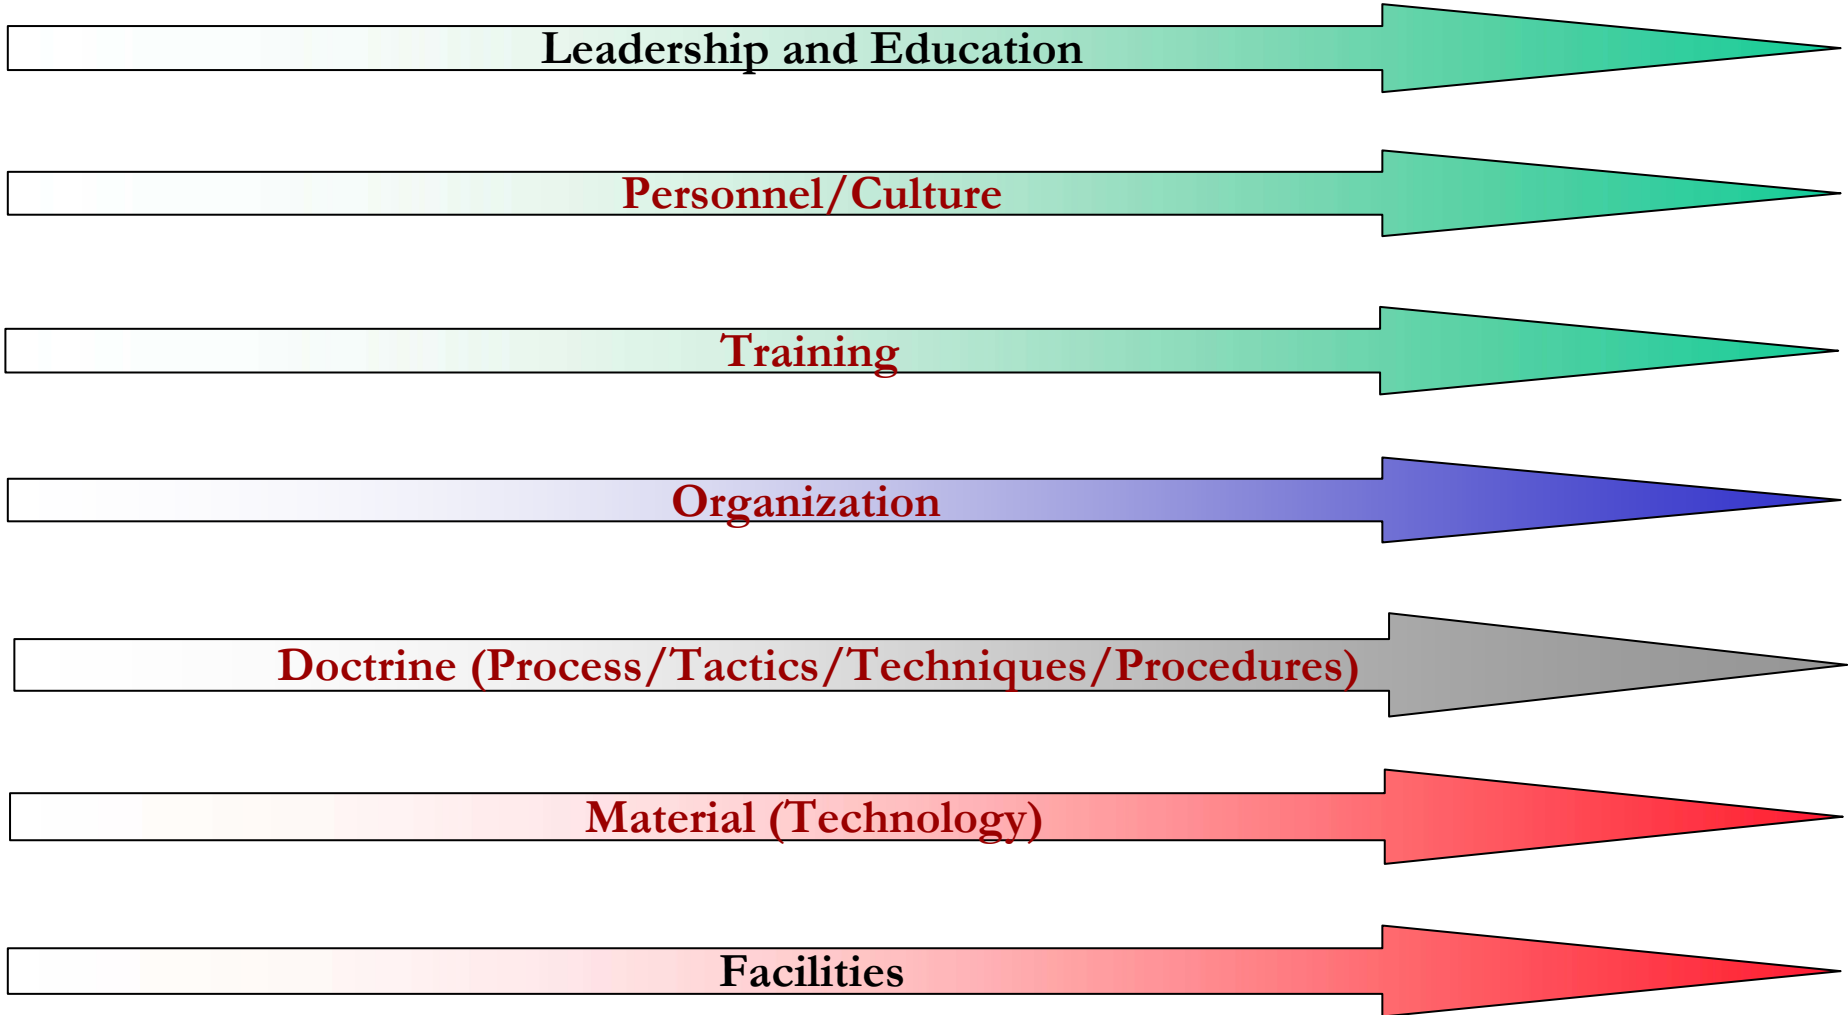 Leadership and Education
Personnel/Culture
Training
Organization
Doctrine (Process/Tactics/Techniques/Procedures)
Material (Technology)
Facilities